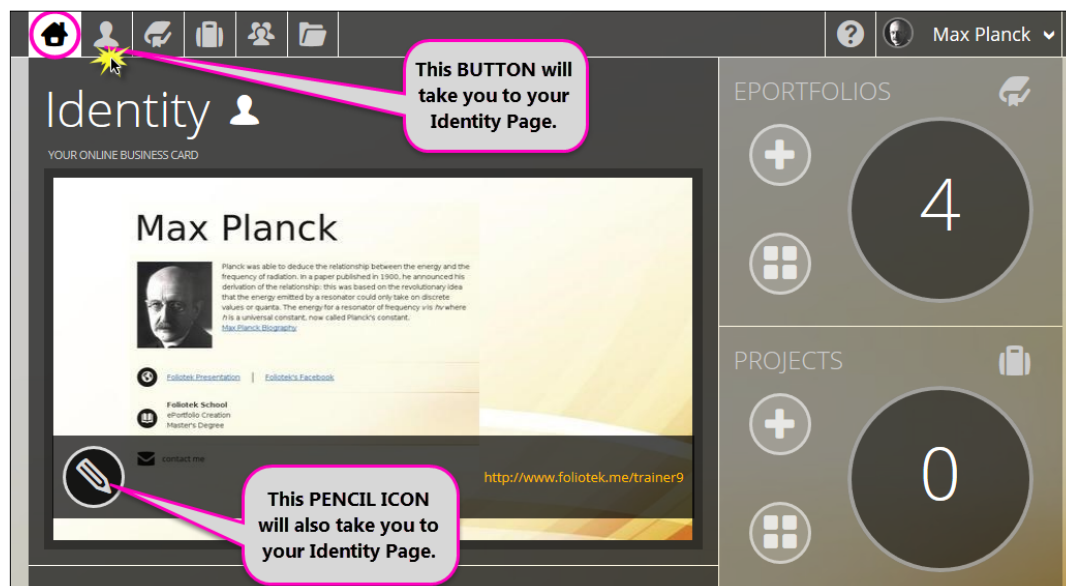 Max Planck
This BUTTON will
take you to your
Identity Page.
Identity
YOUR ONLINE BUSINESS CARD
Max Planck
Planck was able to deduce the relationship between the energy and the
frequency of radiation. In a paper published in 1900, he announced his
derivation of the relationship: this was based on the revolutionary idea
that the energy emitted by a resonator could only take on discrete
values or quanta. The energy for a resonator of frequency v is hv where
h is a universal constant, now called Planck's constant.
Max Planck Biography
Foliotek Presentation | Foliotek's Facebook
Foliotek School
ePortfolio Creation
Master's Degree
contact me
http://www.foliotek.me/trainer9
This PENCIL ICON
will also take you to
your Identity Page.
EPORTFOLIOS
4
PROJECTS
0